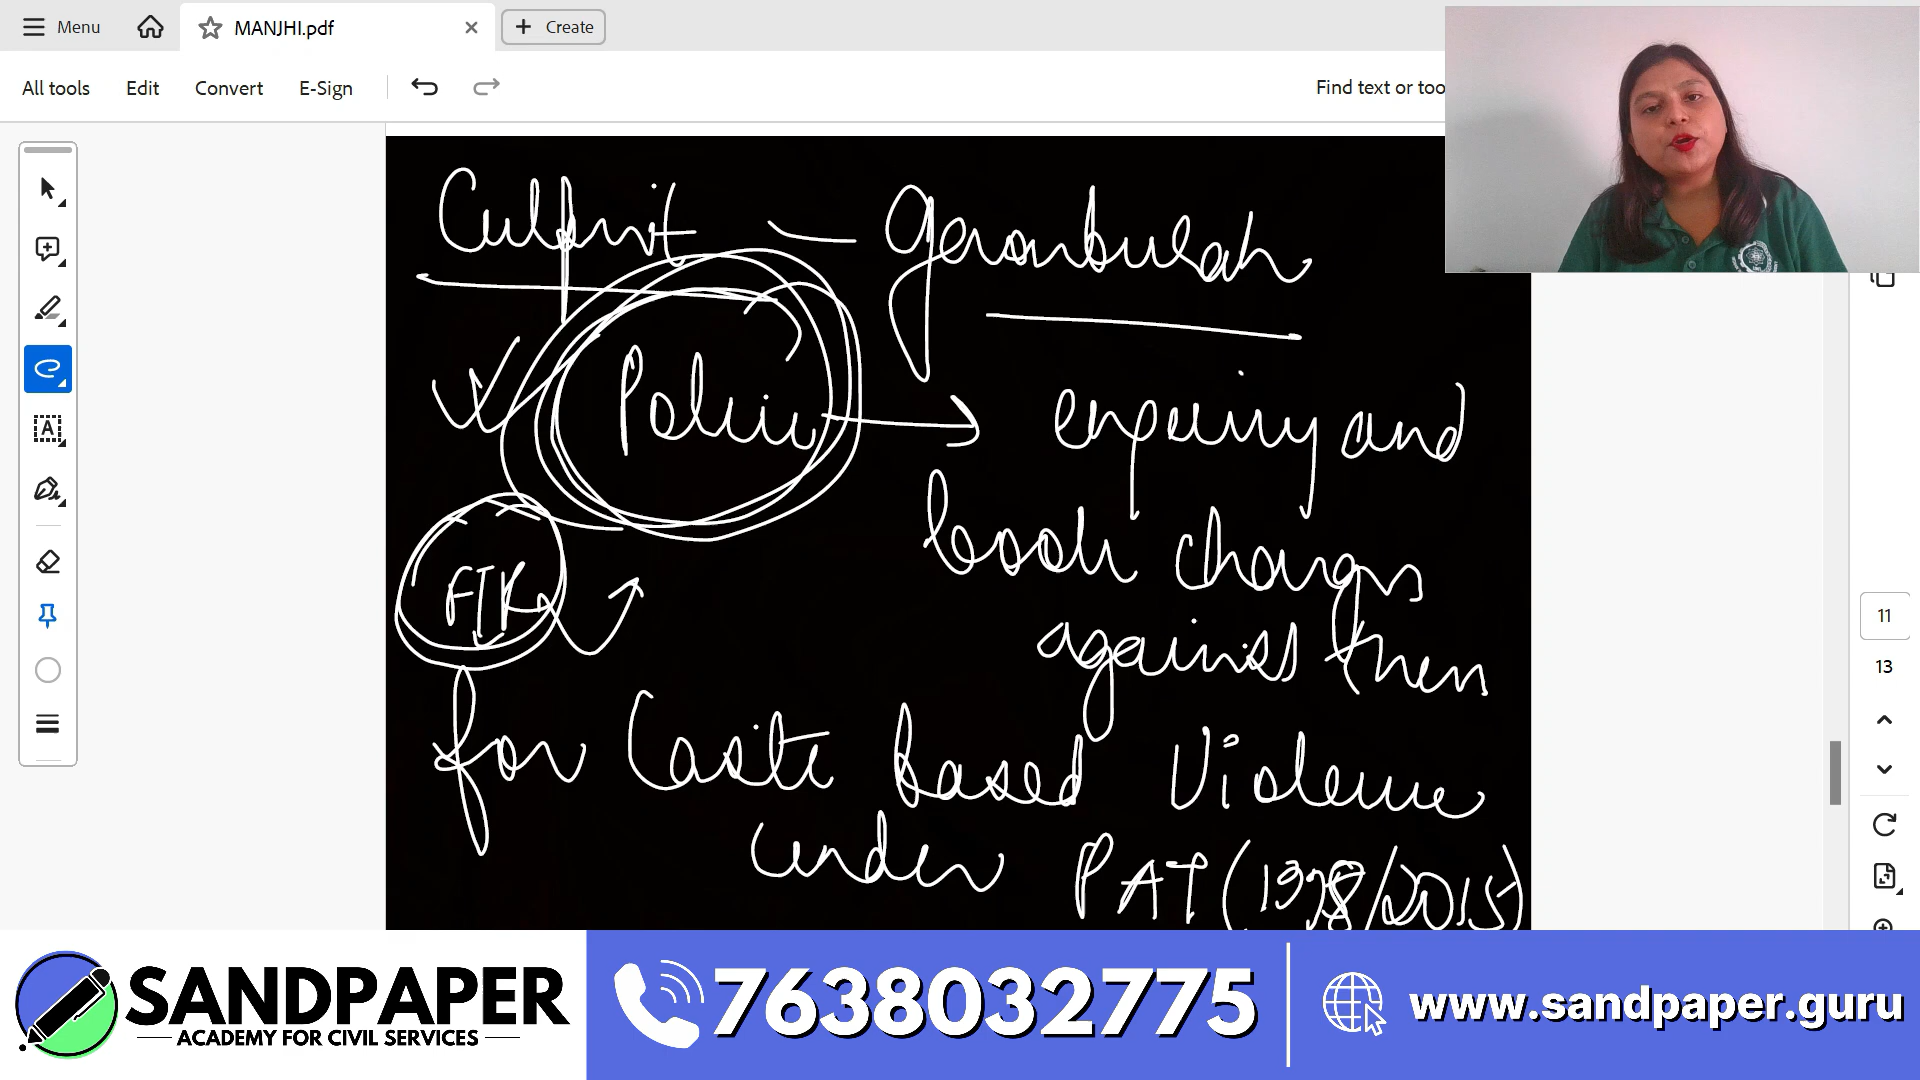 Menu
MANJHI.pdf
Create
All tools
Edit
Convert
E-Sign
Find text or too
Culprit -
Police → enquiry and
book charges
FIR
against them
for Caste based Violence
under PAT (1998/2015)
11
13
SANDPAPER
ACADEMY FOR CIVIL SERVICES
7638032775
www.sandpaper.guru